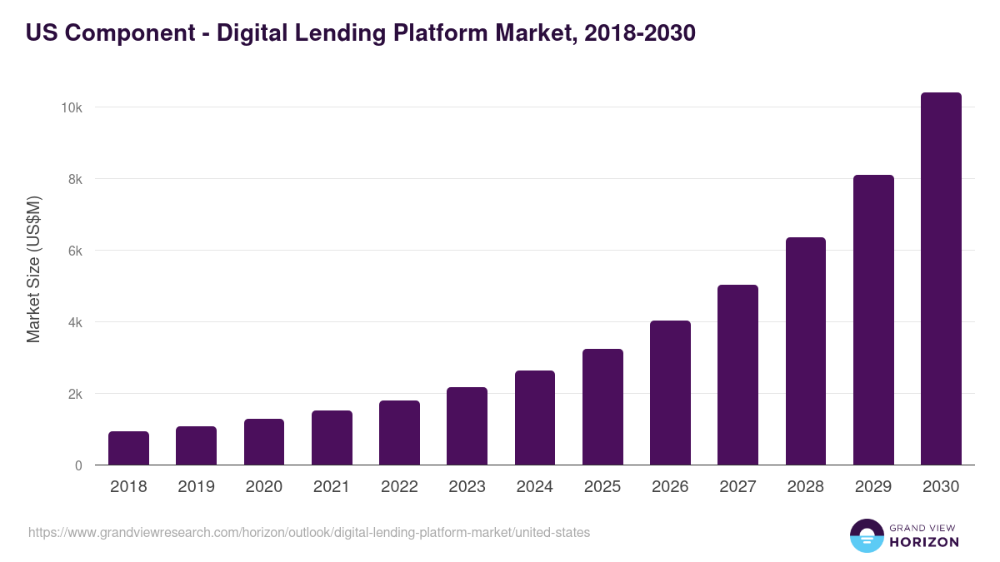 US Component - Digital Lending Platform Market, 2018-2030
Market Size (US$M)
10k
8k
6k
4k
2k
0
2018 2019 2020 2021 2022 2023 2024 2025 2026 2027 2028 2029 2030
https://www.grandviewresearch.com/horizon/outlook/digital-lending-platform-market/united-states
GRAND VIEW
HORIZON